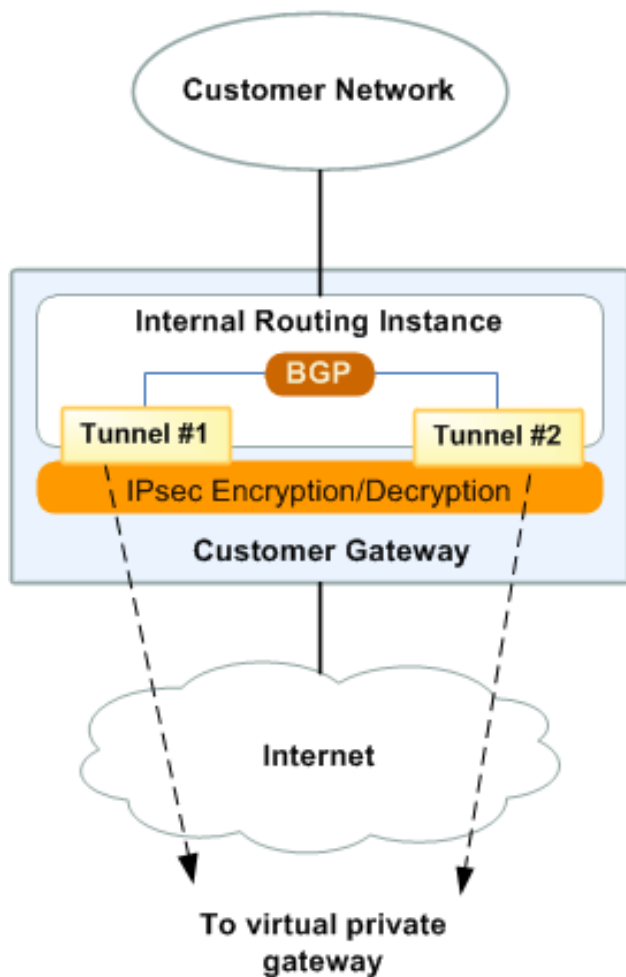 Customer Network
Internal Routing Instance
BGP
Tunnel #1
Tunnel #2
IPsec Encryption/Decryption
Customer Gateway
Internet
To virtual private
gateway